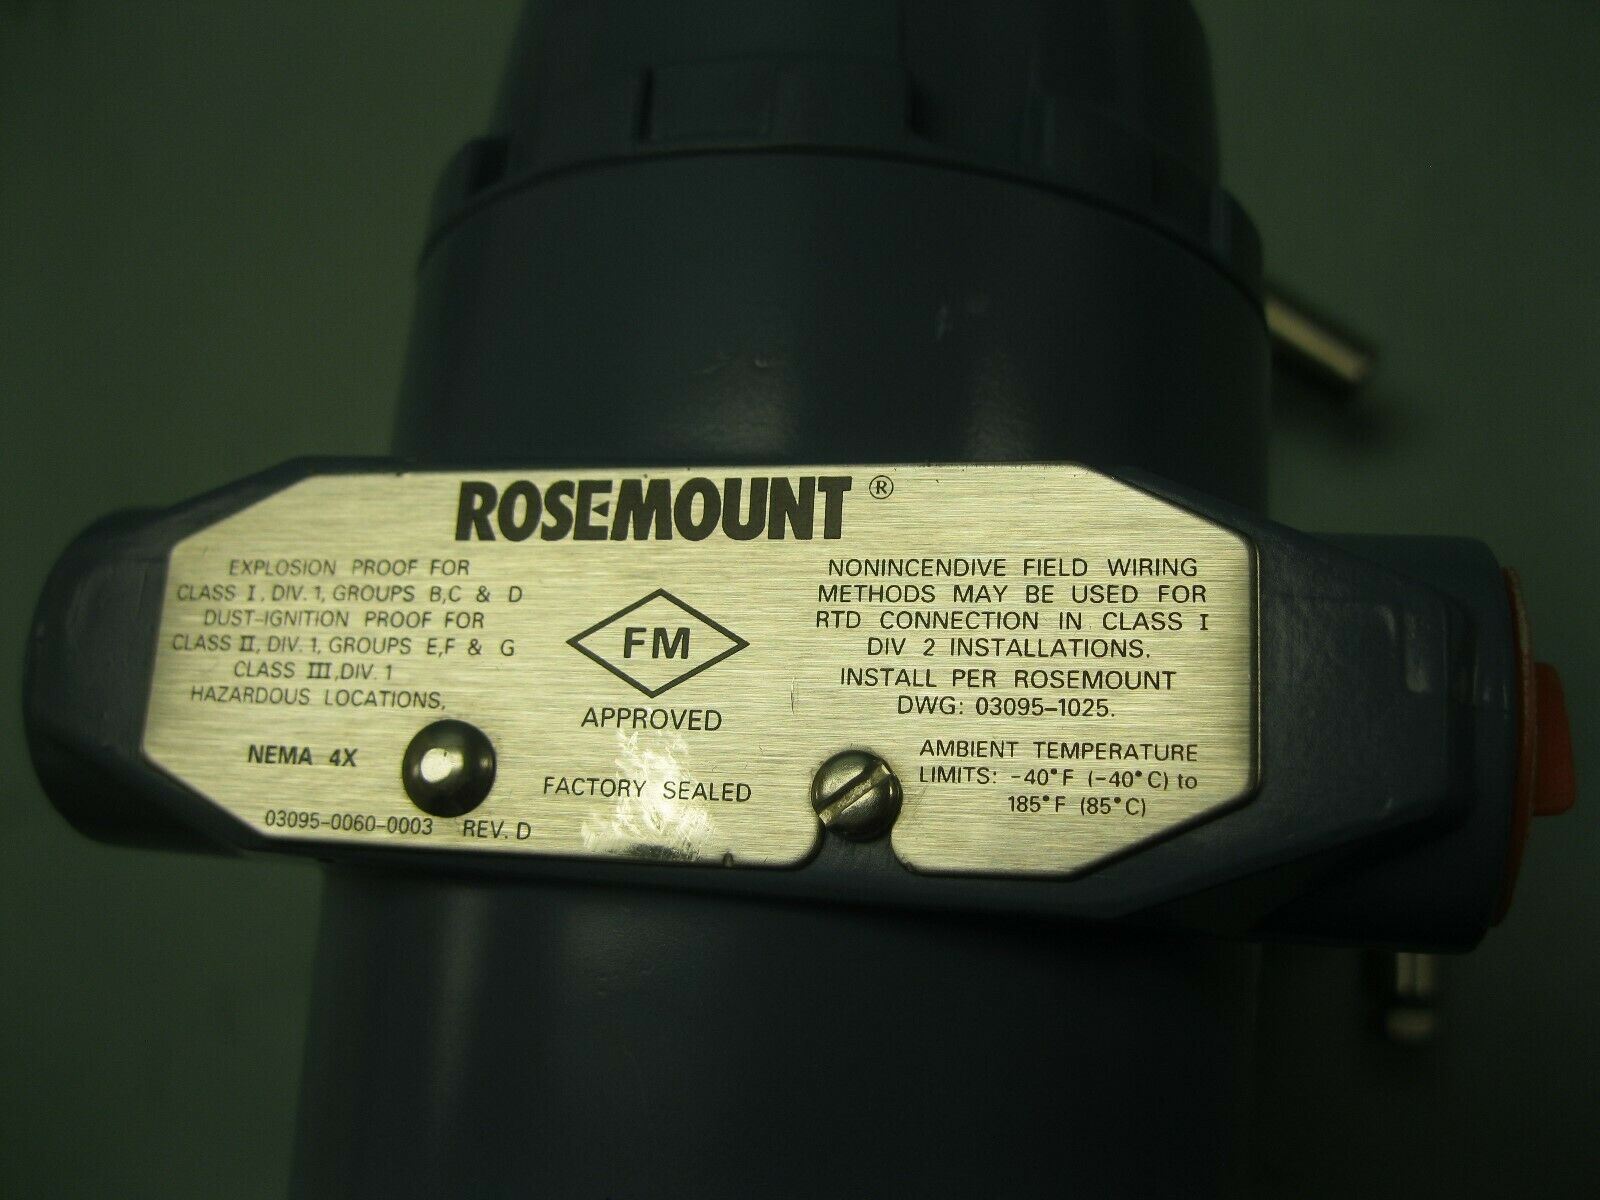 ROSEMOUNT ®
EXPLOSION PROOF FOR
CLASS I, DIV. 1, GROUPS B,C & D
DUST-IGNITION PROOF FOR
CLASS II, DIV. 1, GROUPS E,F & G
CLASS III, DIV. 1
HAZARDOUS LOCATIONS,
NEMA 4X
03095-0060-0003 REV. D
FM
APPROVED
FACTORY SEALED
NONINCENDIVE FIELD WIRING
METHODS MAY BE USED FOR
RTD CONNECTION IN CLASS I
DIV 2 INSTALLATIONS.
INSTALL PER ROSEMOUNT
DWG: 03095-1025.
AMBIENT TEMPERATURE
LIMITS: -40°F (-40°C) to
185°F (85°C)